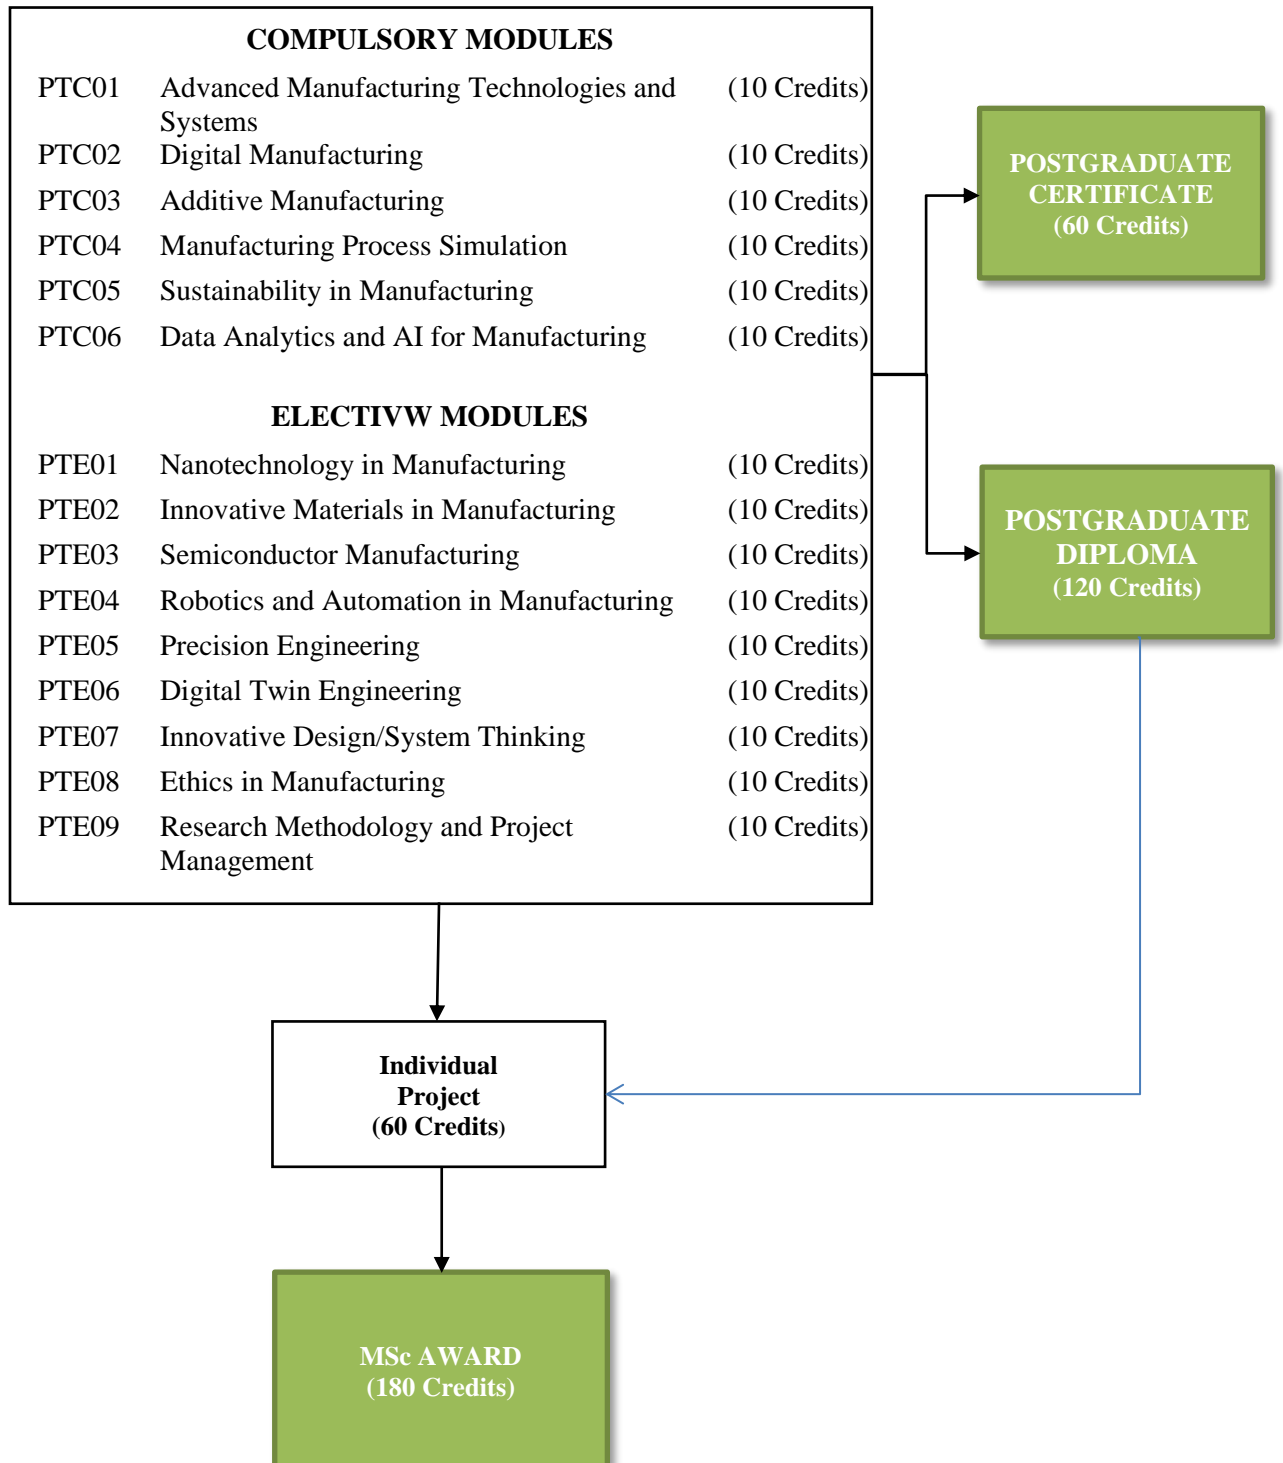 COMPULSORY MODULES
PTC01 Advanced Manufacturing Technologies and (10 Credits)
Systems
PTC02 Digital Manufacturing (10 Credits)
PTC03 Additive Manufacturing (10 Credits)
PTC04 Manufacturing Process Simulation (10 Credits)
PTC05 Sustainability in Manufacturing (10 Credits)
PTC06 Data Analytics and AI for Manufacturing (10 Credits)
ELECTIVW MODULES
PTE01 Nanotechnology in Manufacturing (10 Credits)
PTE02 Innovative Materials in Manufacturing (10 Credits)
PTE03 Semiconductor Manufacturing (10 Credits)
PTE04 Robotics and Automation in Manufacturing (10 Credits)
PTE05 Precision Engineering (10 Credits)
PTE06 Digital Twin Engineering (10 Credits)
PTE07 Innovative Design/System Thinking (10 Credits)
PTE08 Ethics in Manufacturing (10 Credits)
PTE09 Research Methodology and Project (10 Credits)
Management
POSTGRADUATE
CERTIFICATE
(60 Credits)
POSTGRADUATE
DIPLOMA
(120 Credits)
Individual
Project
(60 Credits)
MSc AWARD
(180 Credits)